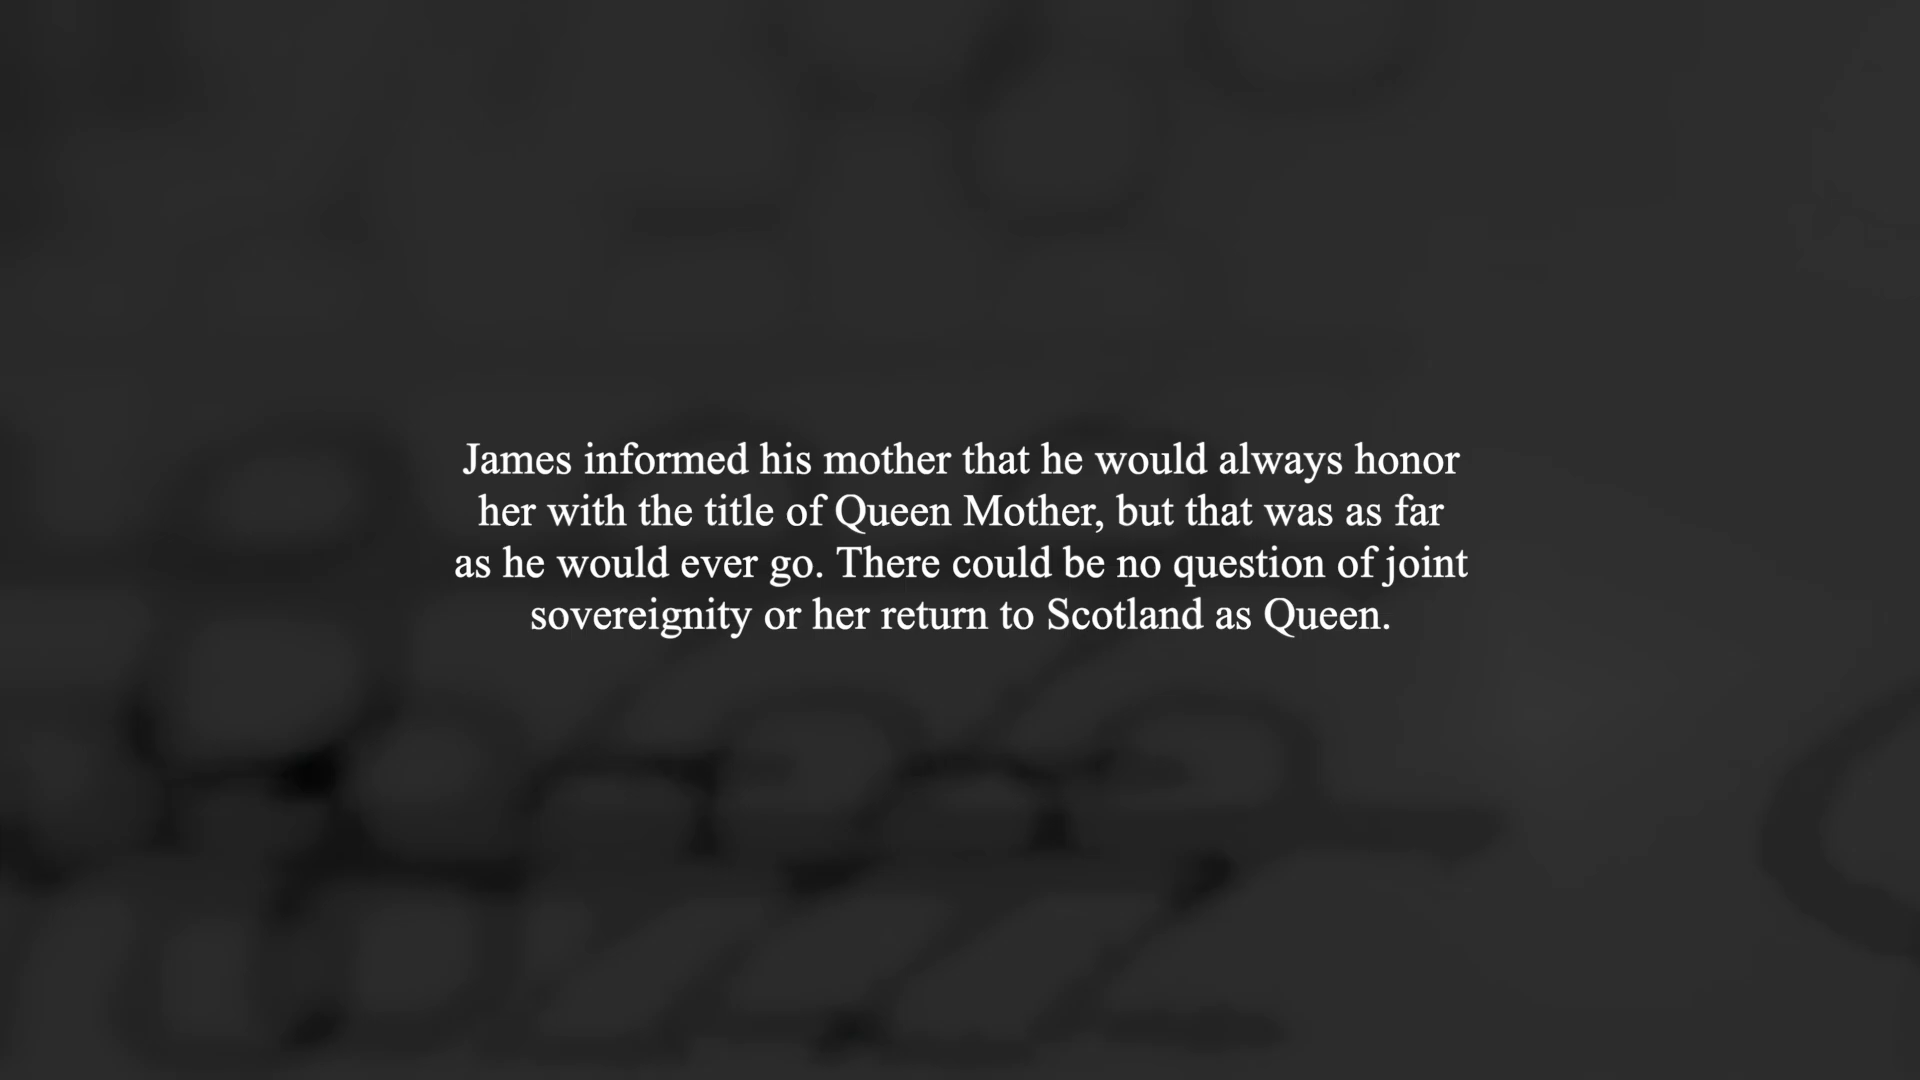 James informed his mother that he would always honor
her with the title of Queen Mother, but that was as far
as he would ever go. There could be no question of joint
sovereignity or her return to Scotland as Queen.